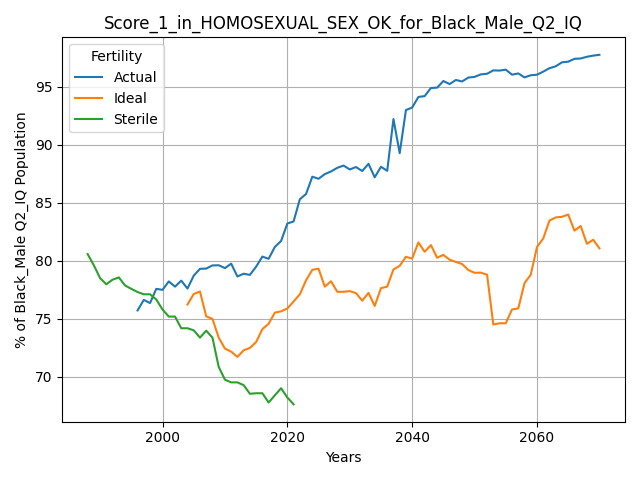 Score_1_in_HOMOSEXUAL_SEX_OK_for_Black_Male_Q2_IQ
Fertility
Actual
Ideal
Sterile
95
90
85
80
75
70
% of Black_Male Q2_IQ Population
2000
2020
2040
2060
Years